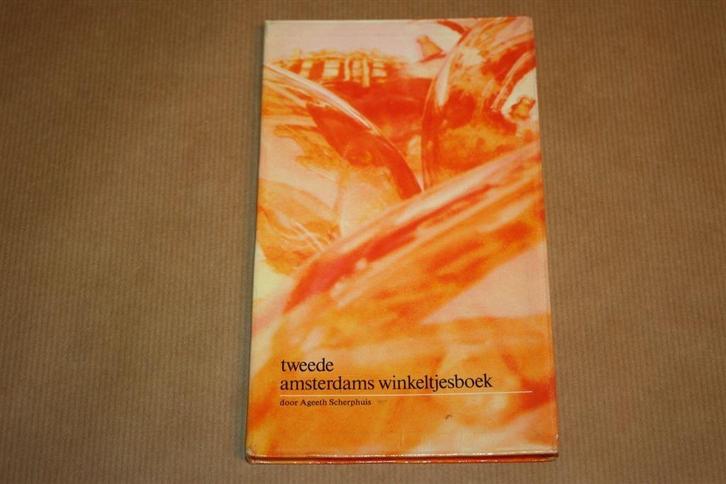 tweede
amsterdams winkeltjesboek
door Ageeth Scherphuis